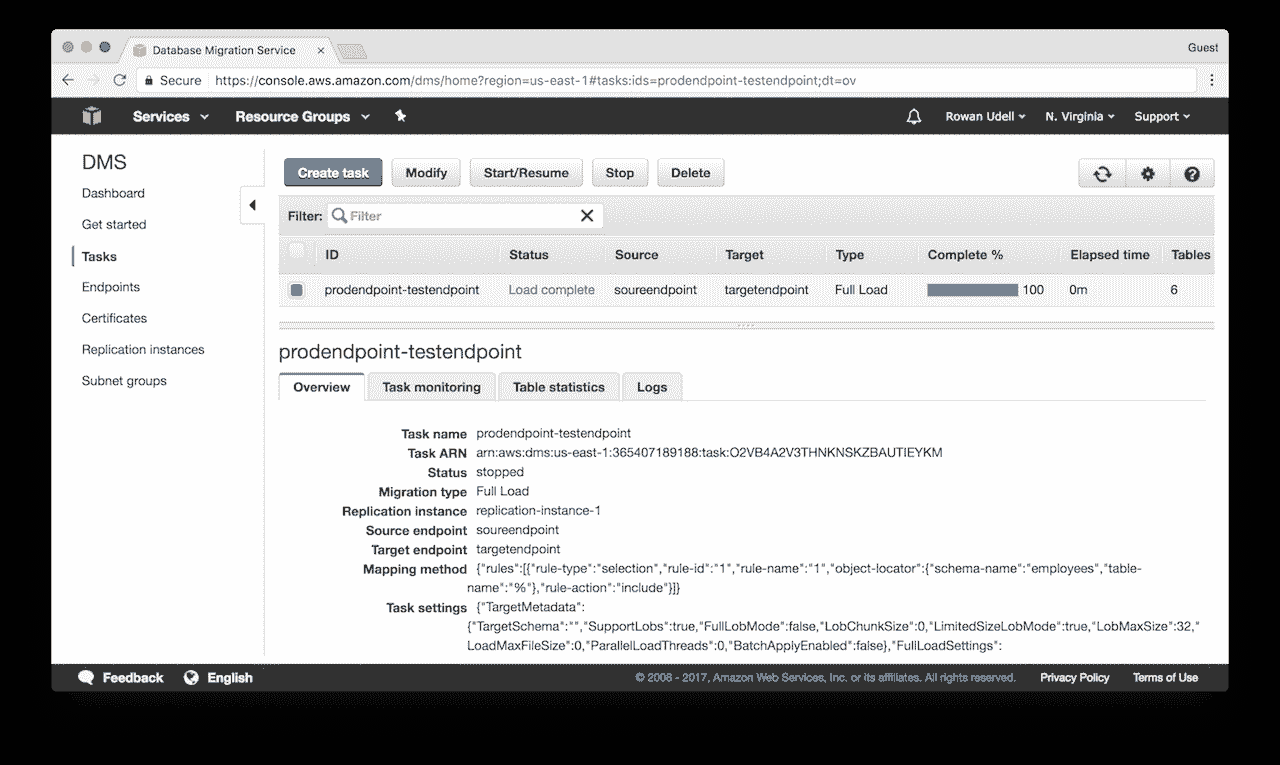 Database Migration Service
Guest
Secure https://console.aws.amazon.com/dms/home?region=us-east-1#tasks:ids=prodendpoint-testendpoint;dt=ov
Services Resource Groups Rowan Udell N. Virginia Support
DMS
Dashboard
Get started
Tasks
Endpoints
Certificates
Replication instances
Subnet groups
Create task Modify Start/Resume Stop Delete
Filter: Filter
ID Status Source Target Type Complete % Elapsed time Tables
prodendpoint-testendpoint Load complete soureendpoint targetendpoint Full Load 100 0m 6
prodendpoint-testendpoint
Overview Task monitoring Table statistics Logs
Task name prodendpoint-testendpoint
Task ARN arn:aws:dms:us-east-1:365407189188:task:O2VB4A2V3THNKNSKZBAUTIEYKM
Status stopped
Migration type Full Load
Replication instance replication-instance-1
Source endpoint soureendpoint
Target endpoint targetendpoint
Mapping method {"rules":[{"rule-type":"selection","rule-id":"1","rule-name":"1","object-locator":{"schema-name":"employees","table-
name":"%"},"rule-action":"include"}]}
Task settings {"TargetMetadata":
{"TargetSchema":"","SupportLobs":true,"FullLobMode":false,"LobChunkSize":0,"LimitedSizeLobMode":true,"LobMaxSize":32,"
LoadMaxFileSize":0,"ParallelLoadThreads":0,"BatchApplyEnabled":false},"FullLoadSettings":
Feedback English © 2008 - 2017, Amazon Web Services, Inc. or its affiliates. All rights reserved. Privacy Policy Terms of Use